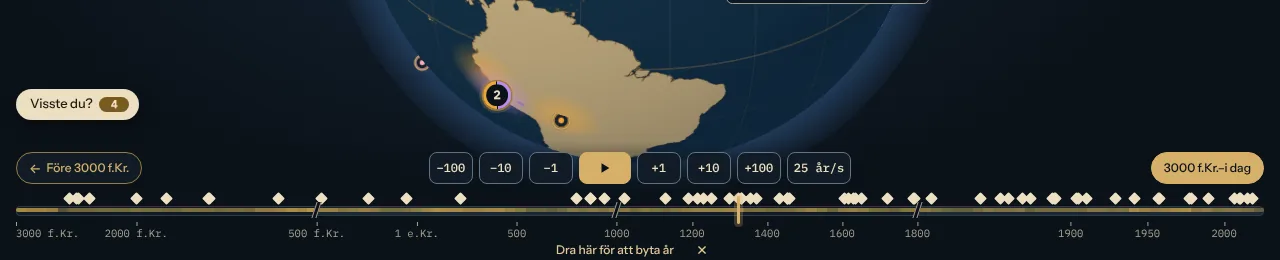 Visste du? 4
2
← Före 3000 f.Kr.
−100 −10 −1 +1 +10 +100 25 år/s
3000 f.Kr.–i dag
3000 f.Kr. 2000 f.Kr. 500 f.Kr. 1 e.Kr. 500 1000 1200 1400 1600 1800 1900 1950 2000
Dra här för att byta år ✕